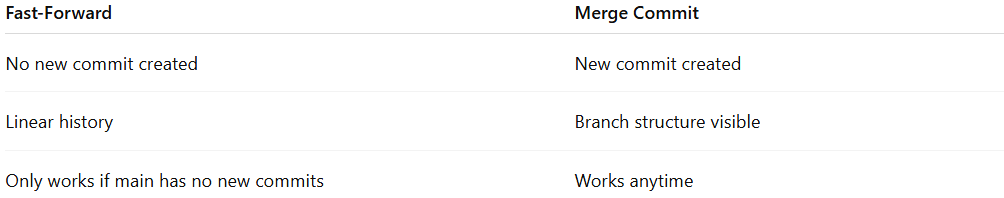 Fast-Forward Merge Commit
No new commit created New commit created
Linear history Branch structure visible
Only works if main has no new commits Works anytime